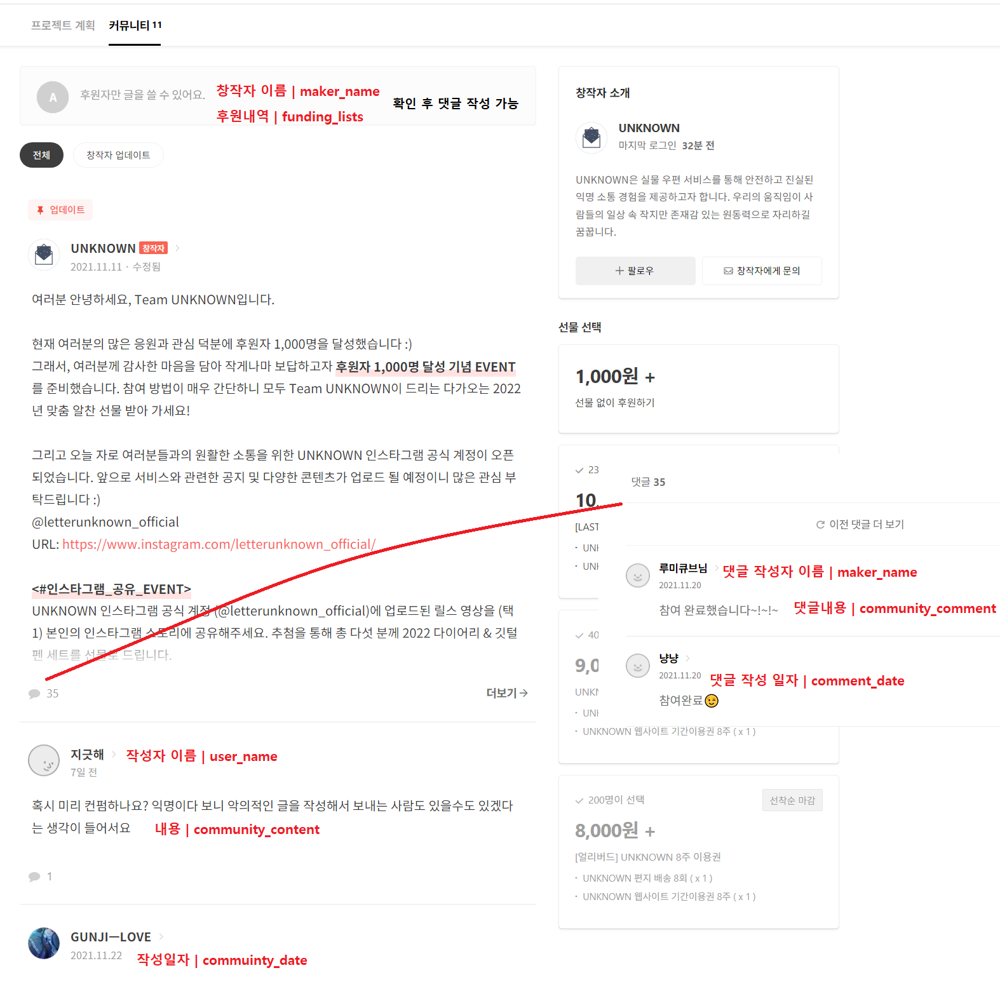 프로젝트 계획
커뮤니티 11
A
후원자만 글을 쓸 수 있어요.
창작자 이름 | maker_name
후원내역 | funding_lists
확인 후 댓글 작성 가능
전체
창작자 업데이트
업데이트
UNKNOWN 창작자
2021.11.11 · 수정됨
여러분 안녕하세요, Team UNKNOWN입니다.
현재 여러분의 많은 응원과 관심 덕분에 후원자 1,000명을 달성했습니다 :)
그래서, 여러분께 감사한 마음을 담아 작게나마 보답하고자 후원자 1,000명 달성 기념 EVENT
를 준비했습니다. 참여 방법이 매우 간단하니 모두 Team UNKNOWN이 드리는 다가오는 2022
년 맞춤 알찬 선물 받아 가세요!
그리고 오늘 자로 여러분들과의 원활한 소통을 위한 UNKNOWN 인스타그램 공식 계정이 오픈
되었습니다. 앞으로 서비스와 관련한 공지 및 다양한 콘텐츠가 업로드 될 예정이니 많은 관심 부
탁드립니다 :)
@letterunknown_official
URL: https://www.instagram.com/letterunknown_official/
<#인스타그램_공유_EVENT>
UNKNOWN 인스타그램 공식 계정 (@letterunknown_official)에 업로드된 릴스 영상을 (택
1) 본인의 인스타그램 스토리에 공유해주세요. 추첨을 통해 총 다섯 분께 2022 다이어리 & 깃털
펜 세트를 선물로 드립니다.
35
더보기
지긋해
작성자 이름 | user_name
7일 전
혹시 미리 컨펌하나요? 익명이다 보니 악의적인 글을 작성해서 보내는 사람도 있을수도 있겠다
는 생각이 들어서요
내용 | community_content
1
GUNJIーLOVE
2021.11.22
작성일자 | commuinty_date
창작자 소개
UNKNOWN
마지막 로그인 32분 전
UNKNOWN은 실물 우편 서비스를 통해 안전하고 진실된
익명 소통 경험을 제공하고자 합니다. 우리의 움직임이 사
람들의 일상 속 작지만 존재감 있는 원동력으로 자리하길
꿈꿉니다.
+ 팔로우
창작자에게 문의
선물 선택
1,000원 +
선물 없이 후원하기
23
10,
[LAST
· UNK
· UNK
40
9,0
UNKN
· UNK
· UNKNOWN 웹사이트 기간이용권 8주 ( x 1 )
댓글 35
이전 댓글 더 보기
루미큐브님
댓글 작성자 이름 | maker_name
2021.11.20
참여 완료했습니다~!~!~
댓글내용 | community_comment
냥냥
2021.11.20
댓글 작성 일자 | comment_date
참여완료😉
200명이 선택
선착순 마감
8,000원 +
[얼리버드] UNKNOWN 8주 이용권
· UNKNOWN 편지 배송 8회 ( x 1 )
· UNKNOWN 웹사이트 기간이용권 8주 ( x 1 )